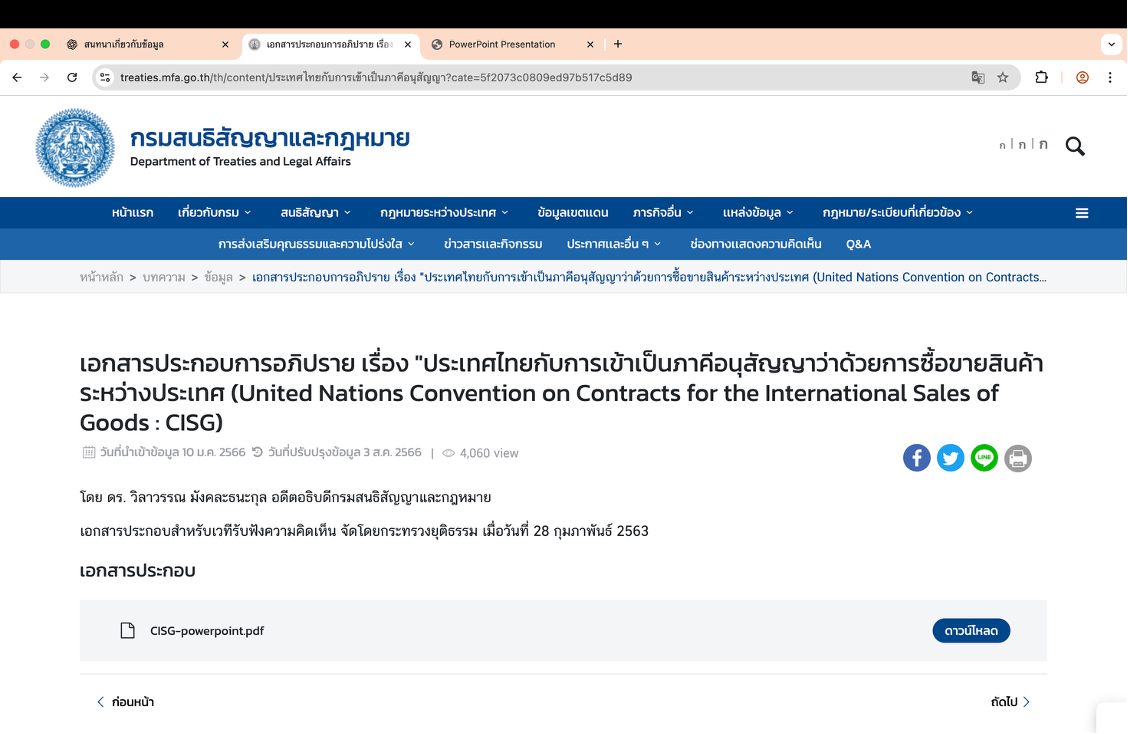 สนทนาเกี่ยวกับข้อมูล
เอกสารประกอบการอภิปราย เรื่อง
PowerPoint Presentation
treaties.mfa.go.th/th/content/ประเทศไทยกับการเข้าเป็นภาคีอนุสัญญา?cate=5f2073c0809ed97b517c5d89
กรมสนธิสัญญาและกฎหมาย
Department of Treaties and Legal Affairs
ก | ก | ก
หน้าแรก เกี่ยวกับกรม สนธิสัญญา กฎหมายระหว่างประเทศ ข้อมูลเขตแดน ภารกิจอื่น แหล่งข้อมูล กฎหมาย/ระเบียบที่เกี่ยวข้อง
การส่งเสริมคุณธรรมและความโปร่งใส ข่าวสารและกิจกรรม ประกาศและอื่น ๆ ช่องทางแสดงความคิดเห็น Q&A
หน้าหลัก > บทความ > ข้อมูล > เอกสารประกอบการอภิปราย เรื่อง "ประเทศไทยกับการเข้าเป็นภาคีอนุสัญญาว่าด้วยการซื้อขายสินค้าระหว่างประเทศ (United Nations Convention on Contracts...
เอกสารประกอบการอภิปราย เรื่อง "ประเทศไทยกับการเข้าเป็นภาคีอนุสัญญาว่าด้วยการซื้อขายสินค้า
ระหว่างประเทศ (United Nations Convention on Contracts for the International Sales of
Goods : CISG)
วันที่นำเข้าข้อมูล 10 ม.ค. 2566 วันที่ปรับปรุงข้อมูล 3 ส.ค. 2566 | 4,060 view
LINE
โดย ดร. วิลาวรรณ มังคละธนะกุล อดีตอธิบดีกรมสนธิสัญญาและกฎหมาย
เอกสารประกอบสำหรับเวทีรับฟังความคิดเห็น จัดโดยกระทรวงยุติธรรม เมื่อวันที่ 28 กุมภาพันธ์ 2563
เอกสารประกอบ
CISG-powerpoint.pdf ดาวน์โหลด
ก่อนหน้า ถัดไป